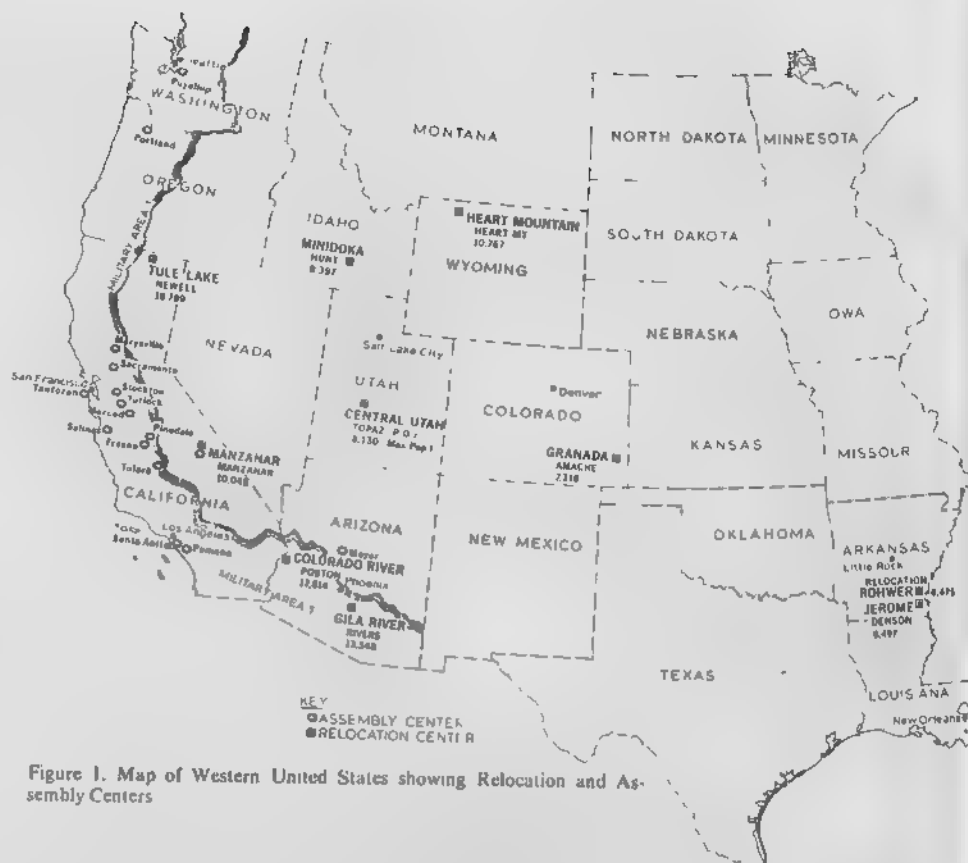 Puyallup
WASHINGTON
Portland
OREGON
MILITARY AREA 1
MONTANA
NORTH DAKOTA
MINNESOTA
IDAHO
MINIDOKA
HUNT
HEART MOUNTAIN
HEART MT
10.767
WYOMING
SOUTH DAKOTA
TULE LAKE
NEWELL
NEVADA
Salt Lake City
UTAH
CENTRAL UTAH
TOPAZ
8.130
NEBRASKA
OWA
Sacramento
San Francisco
Tanforan
Stockton
Turlock
Merced
Salinas
Pinedale
Fresno
Tulare
MANZANAR
MANZANAR
CALIFORNIA
Denver
COLORADO
GRANADA
AMACHE
KANSAS
MISSOUR
Los Angeles
Santa Anita
Pomona
ARIZONA
Mayer
COLORADO RIVER
POSTON
Phoenix
MILITARY AREA 1
GILA RIVER
RIVERS
NEW MEXICO
OKLAHOMA
ARKANSAS
Little Rock
RELOCATION
ROHWER
JEROME
DENSON
TEXAS
LOUISIANA
New Orleans
KEY
ASSEMBLY CENTER
RELOCATION CENTER
Figure 1. Map of Western United States showing Relocation and As-
sembly Centers